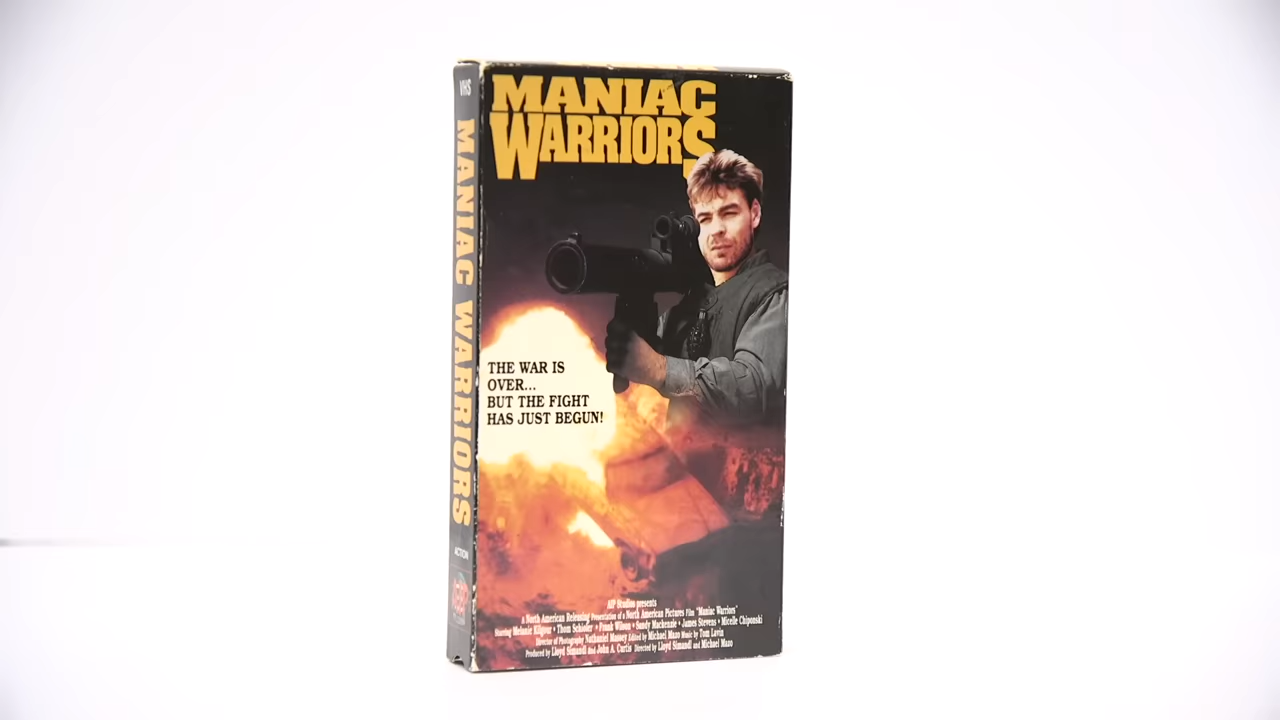 VHS
MANIAC WARRIORS
ACTION
MANIAC
WARRIORS
THE WAR IS
OVER...
BUT THE FIGHT
HAS JUST BEGUN!
AIP Studios presents
A North American Releasing Presentation of a North American Pictures Film "Maniac Warriors"
Starring Melanie Kilgour • Thom Schioler • Frank Wilson • Sandy Mackenzie • James Stevens • Micelle Chiponski
Director of Photography Nathaniel Massey Edited by Michael Mazo Music by Tom Lavin
Produced by Lloyd Simandl And John A. Curtis Directed by Lloyd Simandl and Michael Mazo